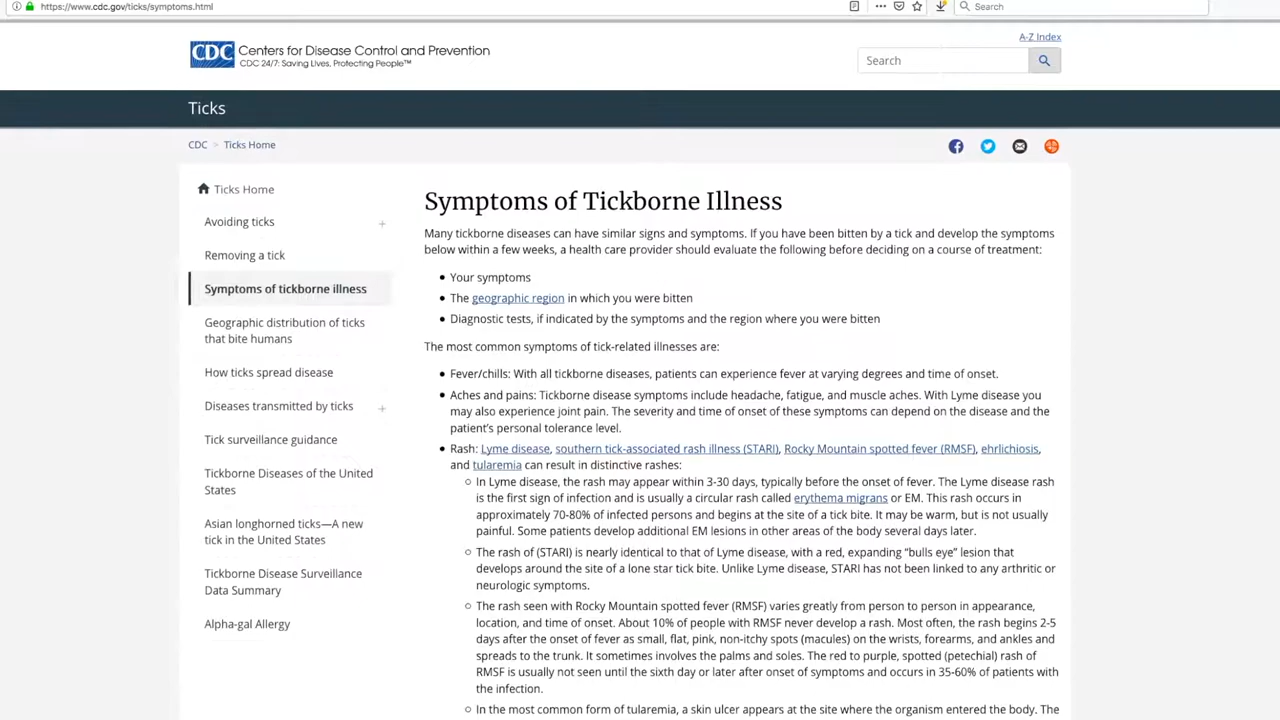 https://www.cdc.gov/ticks/symptoms.html
Search
CDC Centers for Disease Control and Prevention
CDC 24/7: Saving Lives, Protecting People™
A-Z Index
Search
Ticks
CDC > Ticks Home
Ticks Home
Avoiding ticks +
Removing a tick
Symptoms of tickborne illness
Geographic distribution of ticks
that bite humans
How ticks spread disease
Diseases transmitted by ticks +
Tick surveillance guidance
Tickborne Diseases of the United
States
Asian longhorned ticks—A new
tick in the United States
Tickborne Disease Surveillance
Data Summary
Alpha-gal Allergy
Symptoms of Tickborne Illness
Many tickborne diseases can have similar signs and symptoms. If you have been bitten by a tick and develop the symptoms
below within a few weeks, a health care provider should evaluate the following before deciding on a course of treatment:
• Your symptoms
• The geographic region in which you were bitten
• Diagnostic tests, if indicated by the symptoms and the region where you were bitten
The most common symptoms of tick-related illnesses are:
• Fever/chills: With all tickborne diseases, patients can experience fever at varying degrees and time of onset.
• Aches and pains: Tickborne disease symptoms include headache, fatigue, and muscle aches. With Lyme disease you
may also experience joint pain. The severity and time of onset of these symptoms can depend on the disease and the
patient's personal tolerance level.
• Rash: Lyme disease, southern tick-associated rash illness (STARI), Rocky Mountain spotted fever (RMSF), ehrlichiosis,
and tularemia can result in distinctive rashes:
○ In Lyme disease, the rash may appear within 3-30 days, typically before the onset of fever. The Lyme disease rash
is the first sign of infection and is usually a circular rash called erythema migrans or EM. This rash occurs in
approximately 70-80% of infected persons and begins at the site of a tick bite. It may be warm, but is not usually
painful. Some patients develop additional EM lesions in other areas of the body several days later.
○ The rash of (STARI) is nearly identical to that of Lyme disease, with a red, expanding “bulls eye” lesion that
develops around the site of a lone star tick bite. Unlike Lyme disease, STARI has not been linked to any arthritic or
neurologic symptoms.
○ The rash seen with Rocky Mountain spotted fever (RMSF) varies greatly from person to person in appearance,
location, and time of onset. About 10% of people with RMSF never develop a rash. Most often, the rash begins 2-5
days after the onset of fever as small, flat, pink, non-itchy spots (macules) on the wrists, forearms, and ankles and
spreads to the trunk. It sometimes involves the palms and soles. The red to purple, spotted (petechial) rash of
RMSF is usually not seen until the sixth day or later after onset of symptoms and occurs in 35-60% of patients with
the infection.
○ In the most common form of tularemia, a skin ulcer appears at the site where the organism entered the body. The